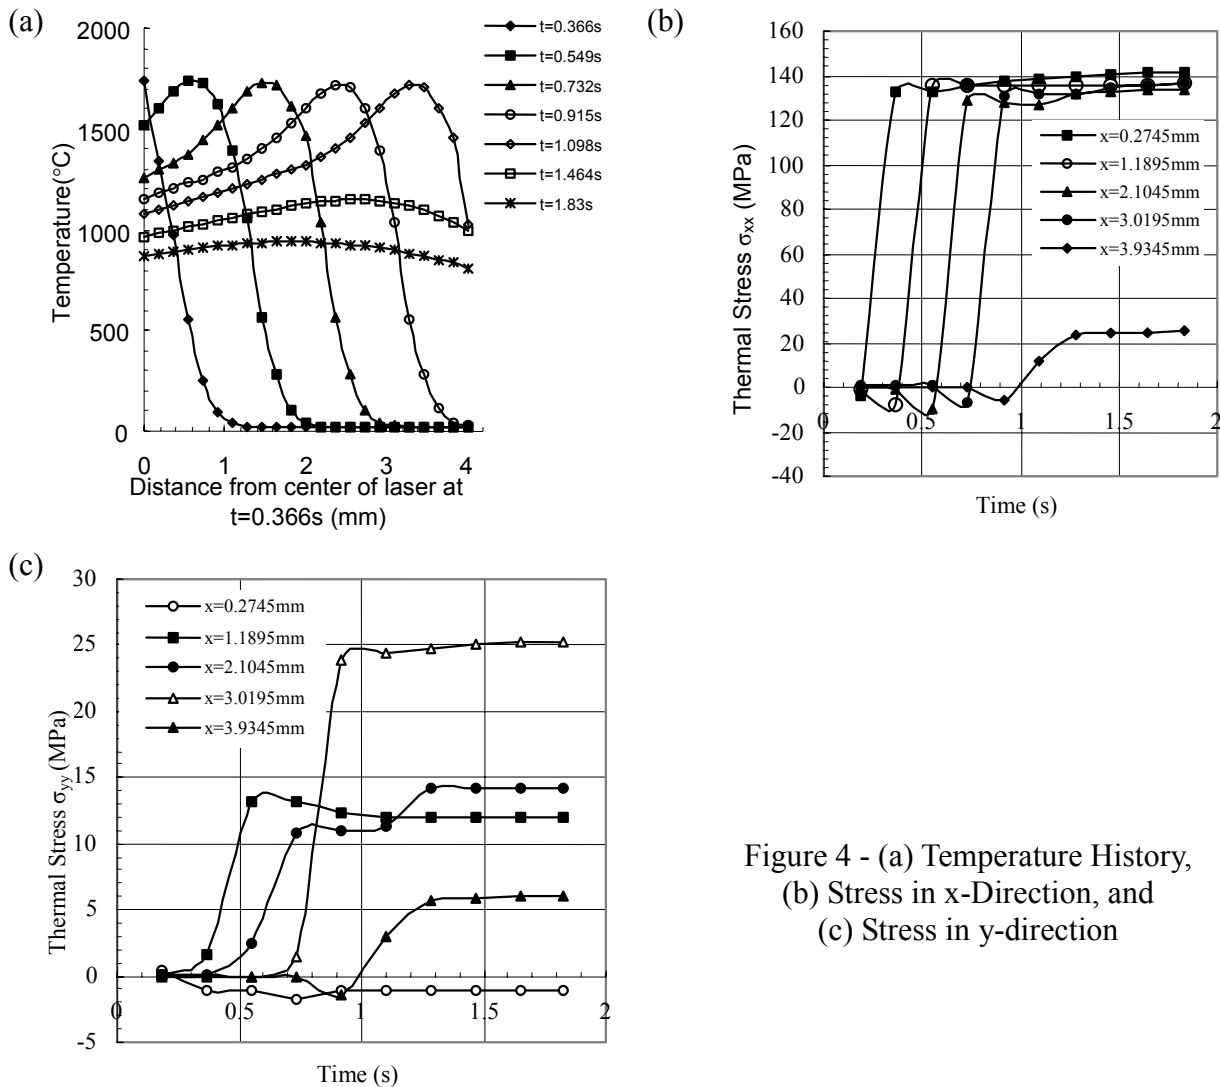 (a)
2000
1500
1000
500
0
Temperature(°C)
0 1 2 3 4
Distance from center of laser at
t=0.366s (mm)
t=0.366s
t=0.549s
t=0.732s
t=0.915s
t=1.098s
t=1.464s
t=1.83s
(b)
160
140
120
100
80
60
40
20
0
-20
-40
Thermal Stress σxx (MPa)
0 0.5 1 1.5 2
Time (s)
x=0.2745mm
x=1.1895mm
x=2.1045mm
x=3.0195mm
x=3.9345mm
(c)
30
25
20
15
10
5
0
-5
Thermal Stress σyy (MPa)
0 0.5 1 1.5 2
Time (s)
x=0.2745mm
x=1.1895mm
x=2.1045mm
x=3.0195mm
x=3.9345mm
Figure 4 - (a) Temperature History,
(b) Stress in x-Direction, and
(c) Stress in y-direction